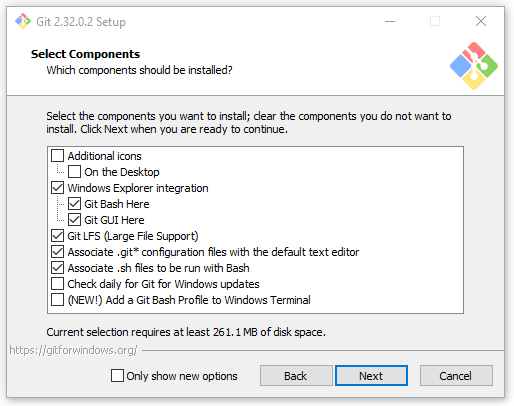 Git 2.32.0.2 Setup
Select Components
Which components should be installed?
Select the components you want to install; clear the components you do not want to
install. Click Next when you are ready to continue.
Additional icons
On the Desktop
Windows Explorer integration
Git Bash Here
Git GUI Here
Git LFS (Large File Support)
Associate .git* configuration files with the default text editor
Associate .sh files to be run with Bash
Check daily for Git for Windows updates
(NEW!) Add a Git Bash Profile to Windows Terminal
Current selection requires at least 261.1 MB of disk space.
https://gitforwindows.org/
Only show new options
Back
Next
Cancel